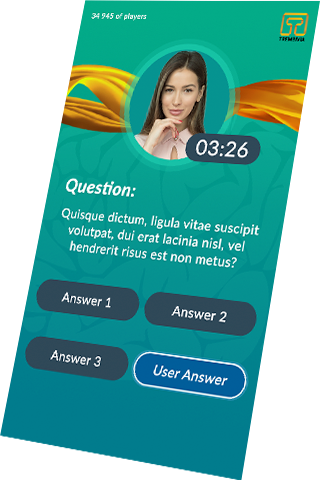 34 945 of players
03:26
Question:
Quisque dictum, ligula vitae suscipit
volutpat, dui erat lacinia nisl, vel
hendrerit risus est non metus?
Answer 1
Answer 2
Answer 3
User Answer